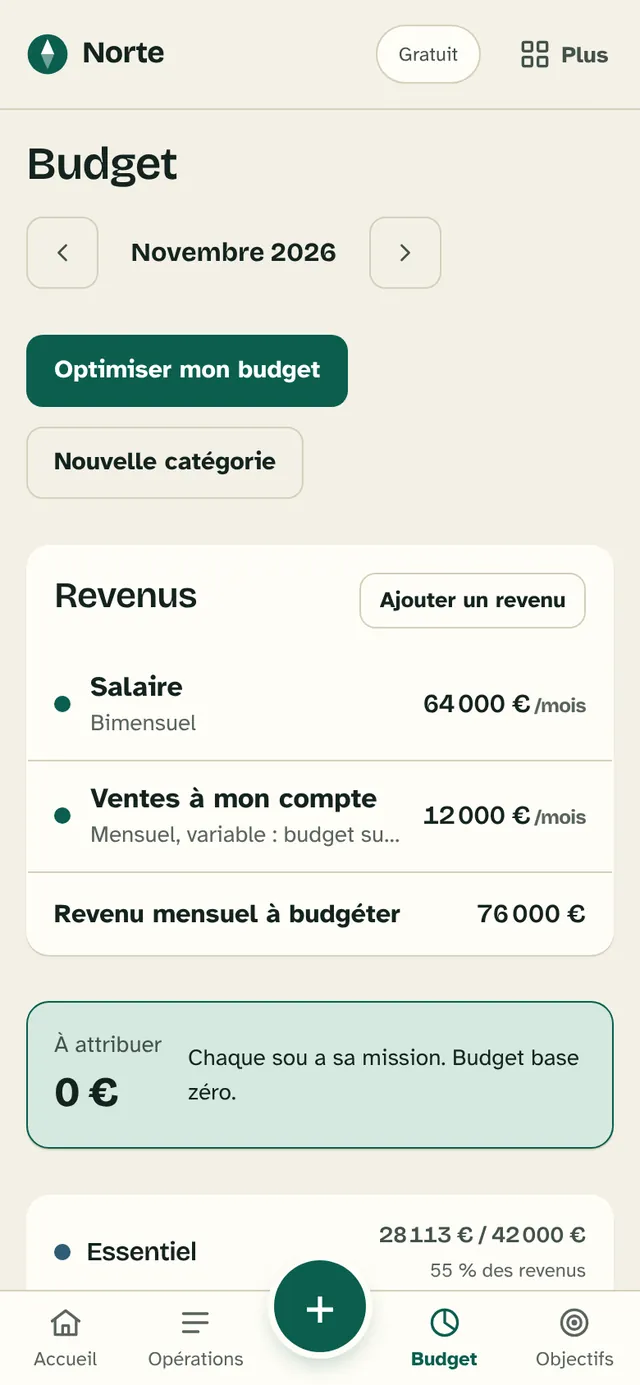 Norte
Gratuit
Plus
Budget
Novembre 2026
Optimiser mon budget
Nouvelle catégorie
Revenus
Ajouter un revenu
Salaire
Bimensuel
64 000 € /mois
Ventes à mon compte
Mensuel, variable : budget su...
12 000 € /mois
Revenu mensuel à budgéter
76 000 €
À attribuer
0 €
Chaque sou a sa mission. Budget base
zéro.
Essentiel
28 113 € / 42 000 €
55 % des revenus
Accueil
Opérations
Budget
Objectifs